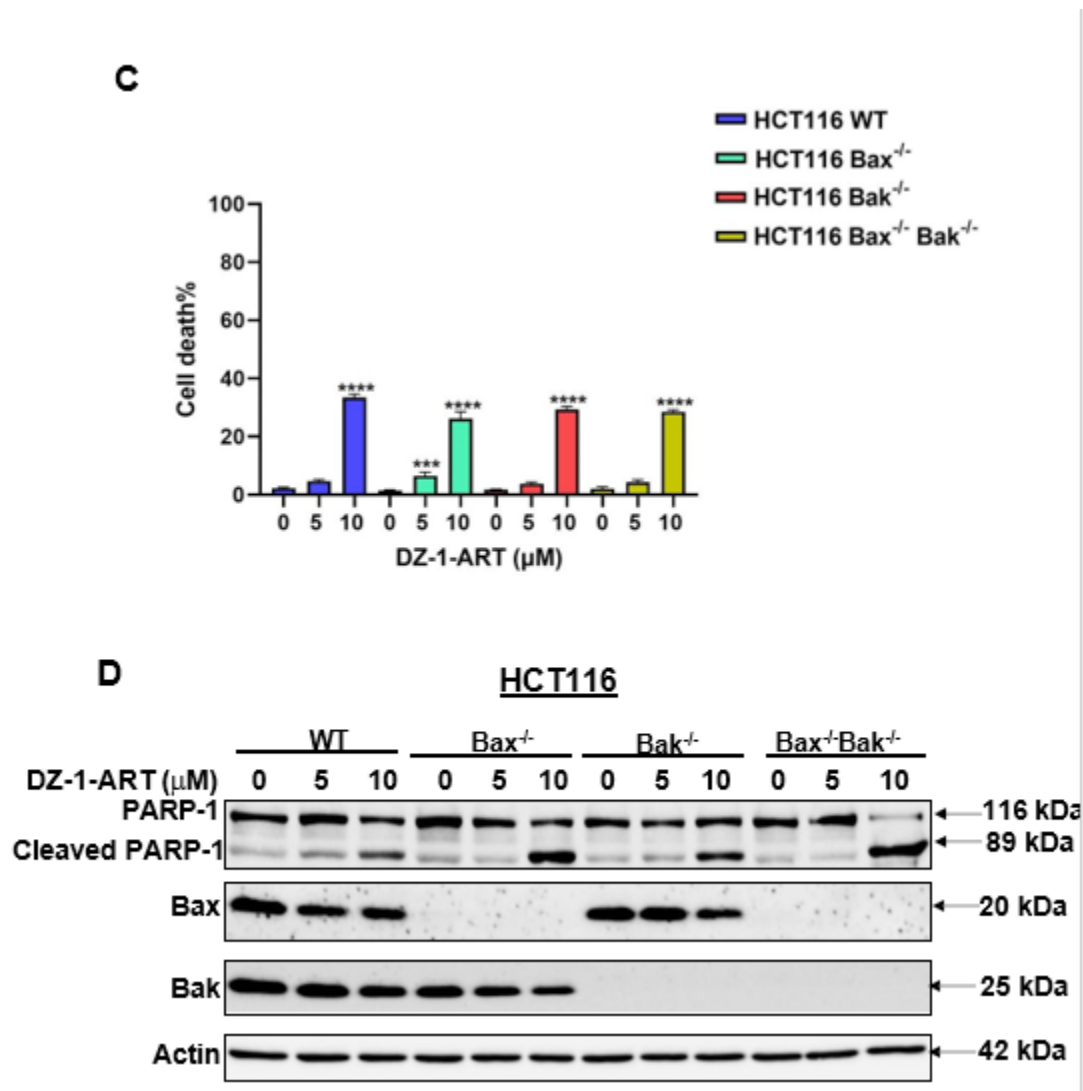 C
HCT116 WT
HCT116 Bax-/-
HCT116 Bak-/-
HCT116 Bax-/- Bak-/-
100
80
60
40
20
0
Cell death%
**** **** **** ****
***
0 5 10 0 5 10 0 5 10 0 5 10
DZ-1-ART (µM)
D
HCT116
WT Bax-/- Bak-/- Bax-/-Bak-/-
DZ-1-ART (µM) 0 5 10 0 5 10 0 5 10 0 5 10
PARP-1 116 kDa
Cleaved PARP-1 89 kDa
Bax 20 kDa
Bak 25 kDa
Actin 42 kDa